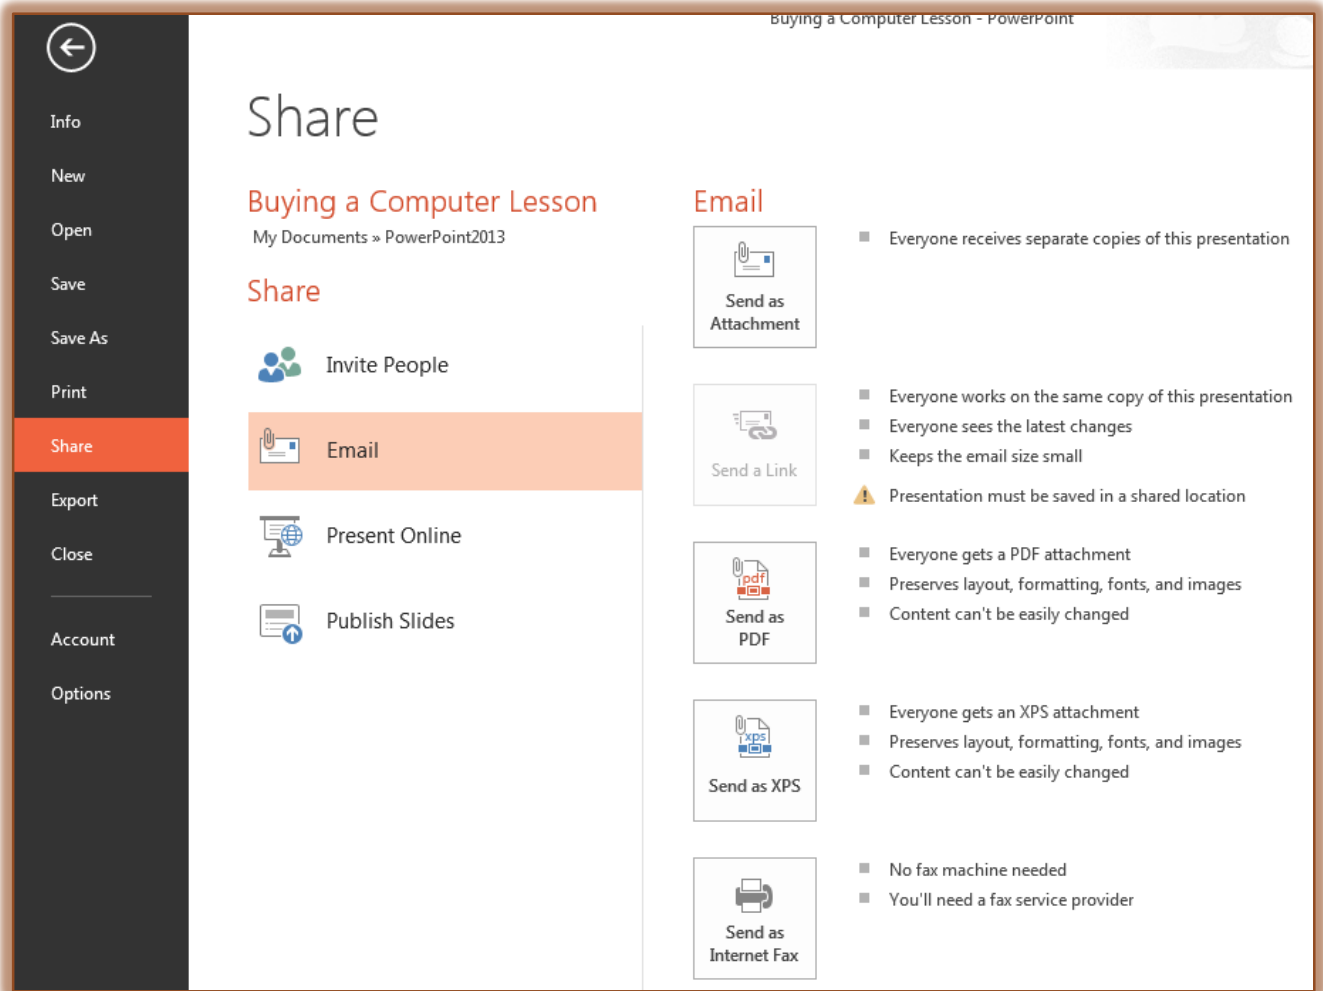 Buying a Computer Lesson - PowerPoint
Info
New
Open
Save
Save As
Print
Share
Export
Close
Account
Options
Share
Buying a Computer Lesson
My Documents » PowerPoint2013
Share
Invite People
Email
Present Online
Publish Slides
Email
Send as
Attachment
Everyone receives separate copies of this presentation
Send a Link
Everyone works on the same copy of this presentation
Everyone sees the latest changes
Keeps the email size small
Presentation must be saved in a shared location
pdf
Send as
PDF
Everyone gets a PDF attachment
Preserves layout, formatting, fonts, and images
Content can't be easily changed
xps
Send as XPS
Everyone gets an XPS attachment
Preserves layout, formatting, fonts, and images
Content can't be easily changed
Send as
Internet Fax
No fax machine needed
You'll need a fax service provider